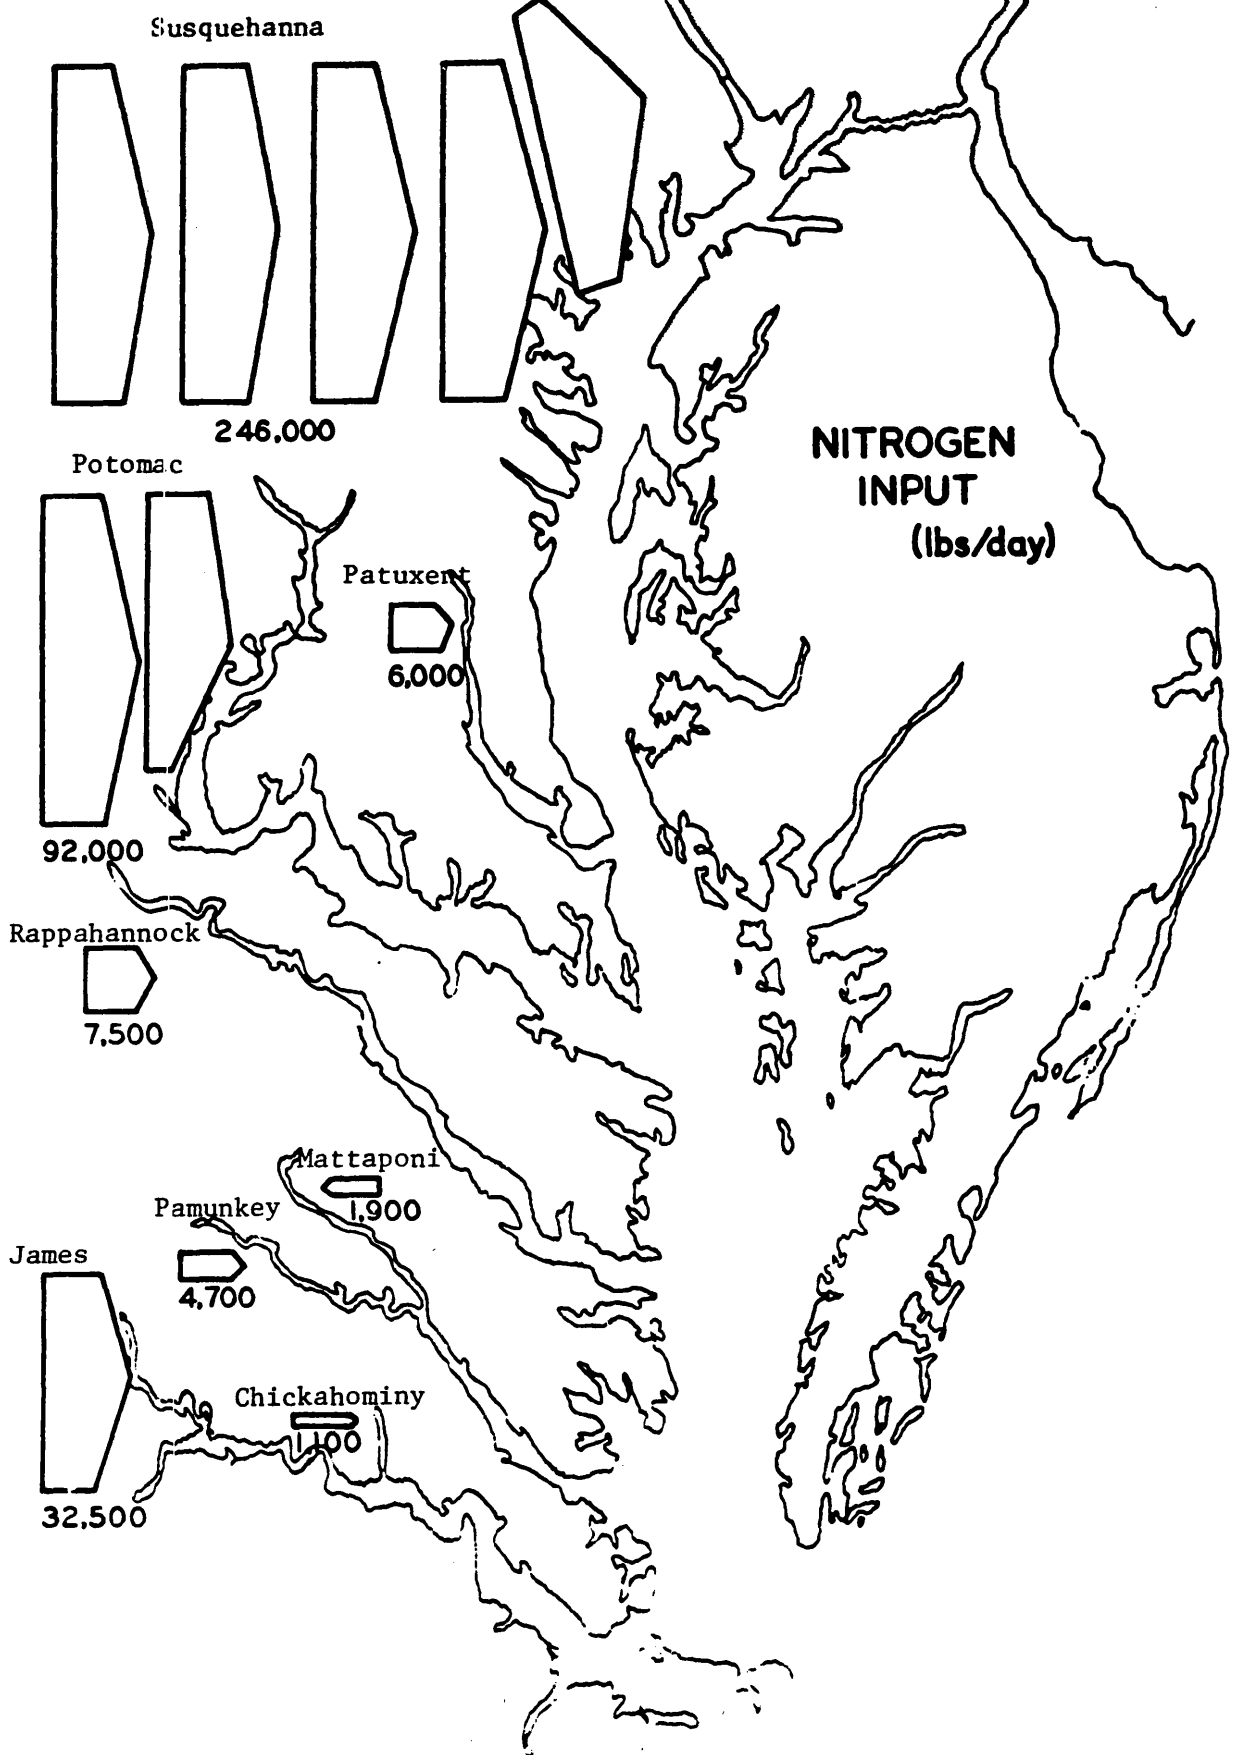 Susquehanna
246,000
NITROGEN
INPUT
(lbs/day)
Potomac
92,000
Patuxent
6,000
Rappahannock
7,500
Mattaponi
1,900
Pamunkey
4,700
James
32,500
Chickahominy
1,100